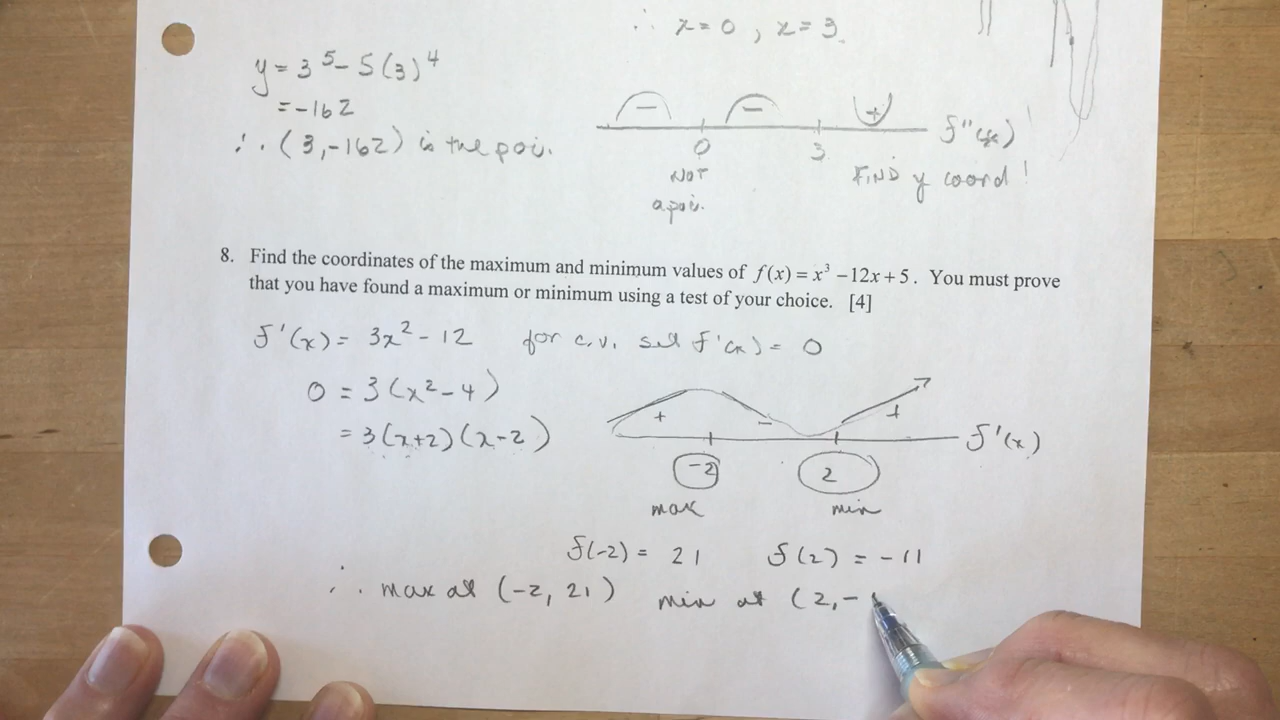 ∴ x = 0 , x = 3
y = 3⁵ - 5(3)⁴
= -162
∴ (3, -162) is the poi.
- - + f''(x)
0 3
Not a poi.
FIND y coord!
8. Find the coordinates of the maximum and minimum values of f(x) = x³ - 12x + 5. You must prove
that you have found a maximum or minimum using a test of your choice. [4]
f'(x) = 3x² - 12 for c.v. set f'(x) = 0
0 = 3(x² - 4)
= 3(x+2)(x-2)
+ - + f'(x)
-2 2
max min
f(-2) = 21 f(2) = -11
∴ max at (-2, 21) min at (2, -1